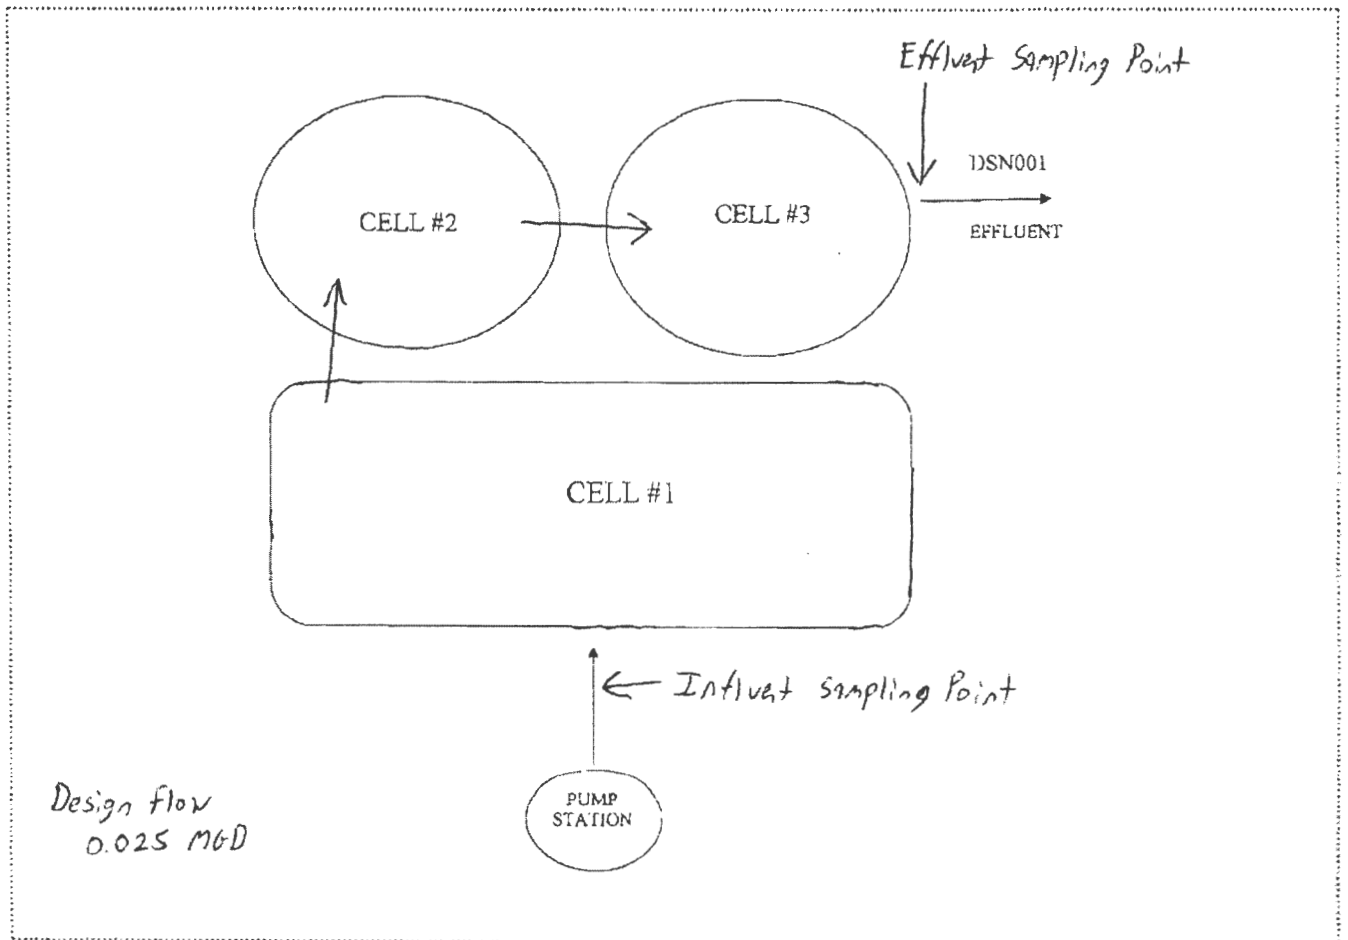 Effluent Sampling Point
DSN001
EFFLUENT
CELL #2
CELL #3
CELL #1
Influent Sampling Point
PUMP
STATION
Design flow
0.025 MGD